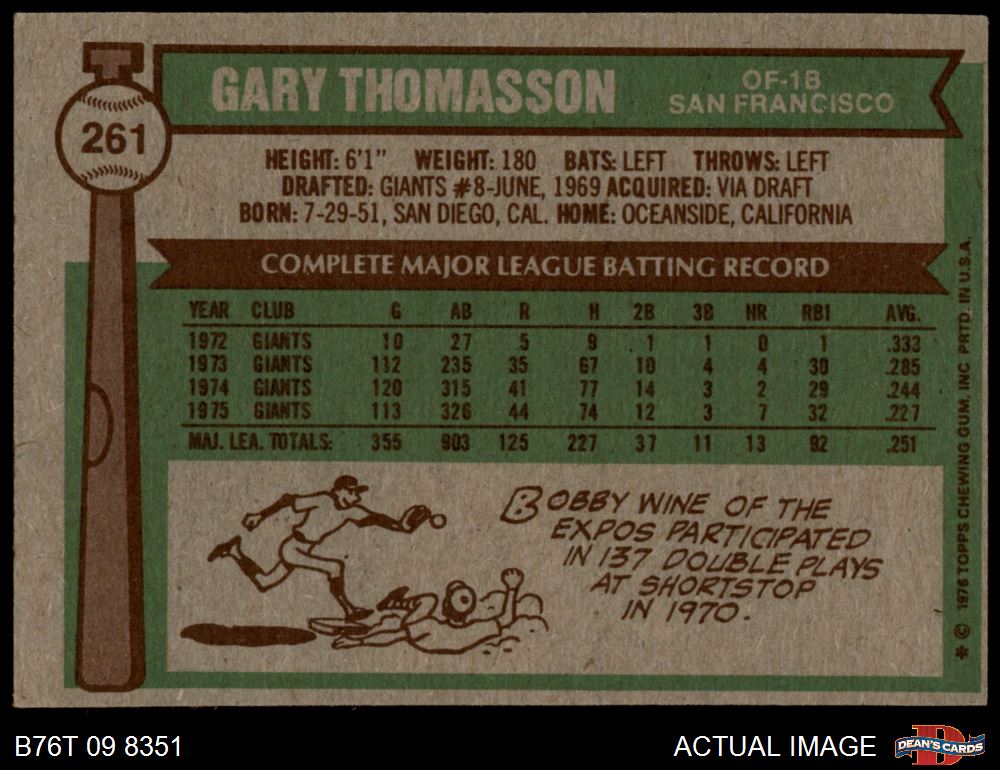 261
GARY THOMASSON
OF-1B
SAN FRANCISCO
HEIGHT: 6'1" WEIGHT: 180 BATS: LEFT THROWS: LEFT
DRAFTED: GIANTS #8-JUNE, 1969 ACQUIRED: VIA DRAFT
BORN: 7-29-51, SAN DIEGO, CAL. HOME: OCEANSIDE, CALIFORNIA
COMPLETE MAJOR LEAGUE BATTING RECORD
YEAR CLUB G AB R H 2B 3B HR RBI AVG.
1972 GIANTS 10 27 5 9 1 1 0 1 .333
1973 GIANTS 112 235 35 67 10 4 4 30 .285
1974 GIANTS 120 315 41 77 14 3 2 29 .244
1975 GIANTS 113 326 44 74 12 3 7 32 .227
MAJ. LEA. TOTALS: 355 903 125 227 37 11 13 92 .251
BOBBY WINE OF THE
EXPOS PARTICIPATED
IN 137 DOUBLE PLAYS
AT SHORTSTOP
IN 1970.
* © 1976 TOPPS CHEWING GUM, INC PRTD. IN U.S.A.
B76T 09 8351
ACTUAL IMAGE
D
DEAN'S CARDS